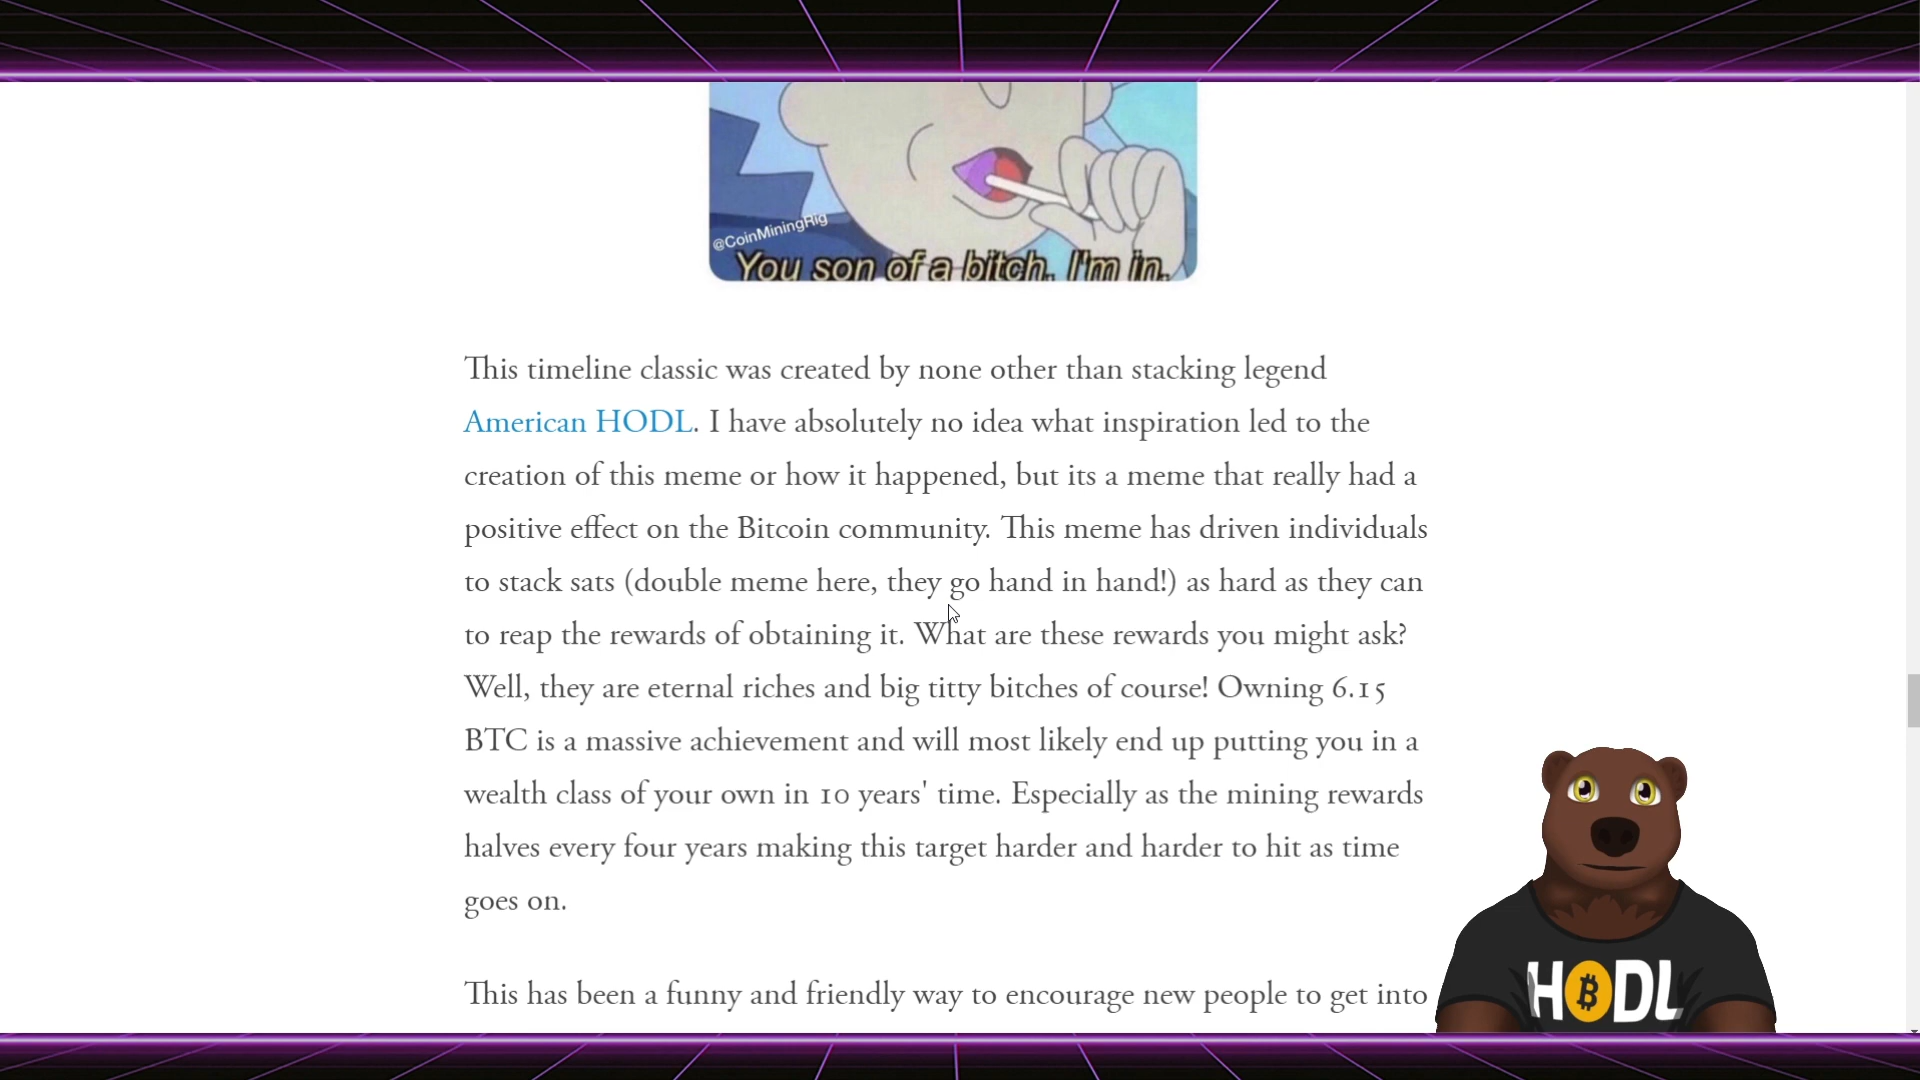 @CoinMiningRig
You son of a bitch. I'm in.
This timeline classic was created by none other than stacking legend
American HODL. I have absolutely no idea what inspiration led to the
creation of this meme or how it happened, but its a meme that really had a
positive effect on the Bitcoin community. This meme has driven individuals
to stack sats (double meme here, they go hand in hand!) as hard as they can
to reap the rewards of obtaining it. What are these rewards you might ask?
Well, they are eternal riches and big titty bitches of course! Owning 6.15
BTC is a massive achievement and will most likely end up putting you in a
wealth class of your own in 10 years' time. Especially as the mining rewards
halves every four years making this target harder and harder to hit as time
goes on.
This has been a funny and friendly way to encourage new people to get into
H₿DL